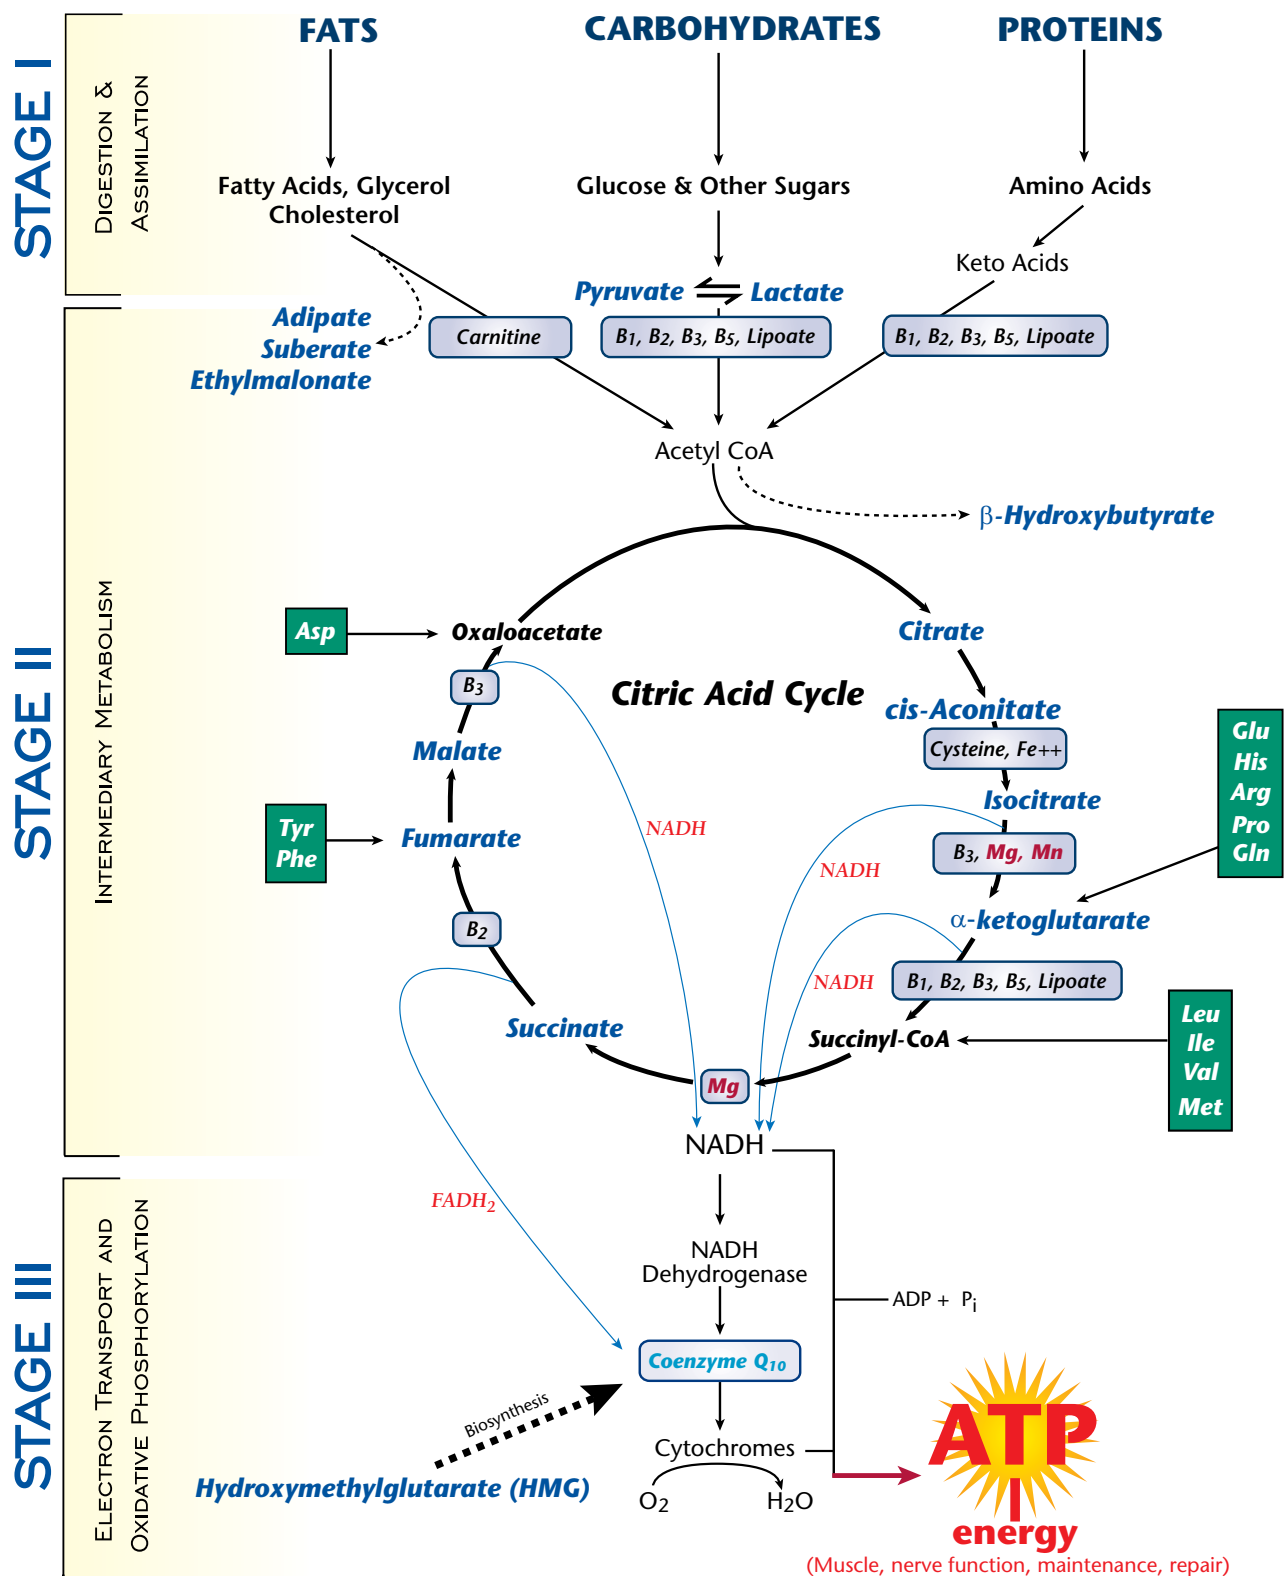 STAGE I
DIGESTION &
ASSIMILATION
FATS
CARBOHYDRATES
PROTEINS
Fatty Acids, Glycerol
Cholesterol
Glucose & Other Sugars
Amino Acids
Keto Acids
Pyruvate
Lactate
STAGE II
INTERMEDIARY METABOLISM
Adipate
Suberate
Ethylmalonate
Carnitine
B1, B2, B3, B5, Lipoate
B1, B2, B3, B5, Lipoate
Acetyl CoA
β-Hydroxybutyrate
Asp
Oxaloacetate
Citrate
B3
Citric Acid Cycle
cis-Aconitate
Cysteine, Fe++
Malate
Isocitrate
Glu
His
Arg
Pro
Gln
Tyr
Phe
Fumarate
NADH
B3, Mg, Mn
NADH
α-ketoglutarate
B2
NADH
B1, B2, B3, B5, Lipoate
Succinate
Succinyl-CoA
Leu
Ile
Val
Met
Mg
NADH
STAGE III
ELECTRON TRANSPORT AND
OXIDATIVE PHOSPHORYLATION
FADH2
NADH
Dehydrogenase
ADP + Pi
Coenzyme Q10
Biosynthesis
Hydroxymethylglutarate (HMG)
Cytochromes
O2
H2O
ATP
energy
(Muscle, nerve function, maintenance, repair)